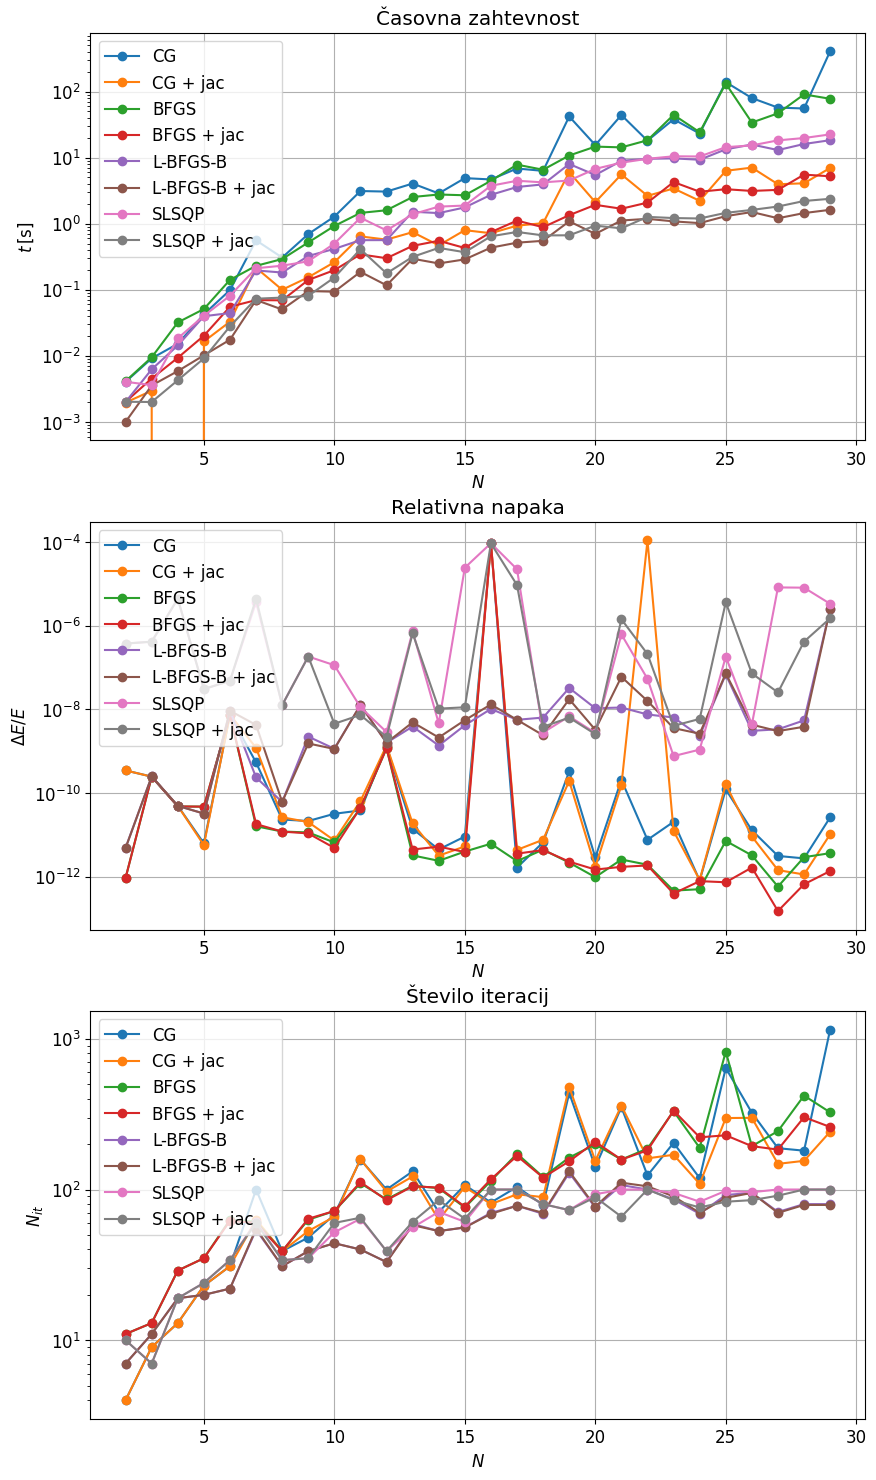 Časovna zahtevnost
CG
CG + jac
BFGS
BFGS + jac
L-BFGS-B
L-BFGS-B + jac
SLSQP
SLSQP + jac
10²
10¹
10⁰
10⁻¹
10⁻²
10⁻³
t [s]
5 10 15 20 25 30
N
Relativna napaka
CG
CG + jac
BFGS
BFGS + jac
L-BFGS-B
L-BFGS-B + jac
SLSQP
SLSQP + jac
10⁻⁴
10⁻⁶
10⁻⁸
10⁻¹⁰
10⁻¹²
ΔE/E
5 10 15 20 25 30
N
Število iteracij
CG
CG + jac
BFGS
BFGS + jac
L-BFGS-B
L-BFGS-B + jac
SLSQP
SLSQP + jac
10³
10²
10¹
N_it
5 10 15 20 25 30
N